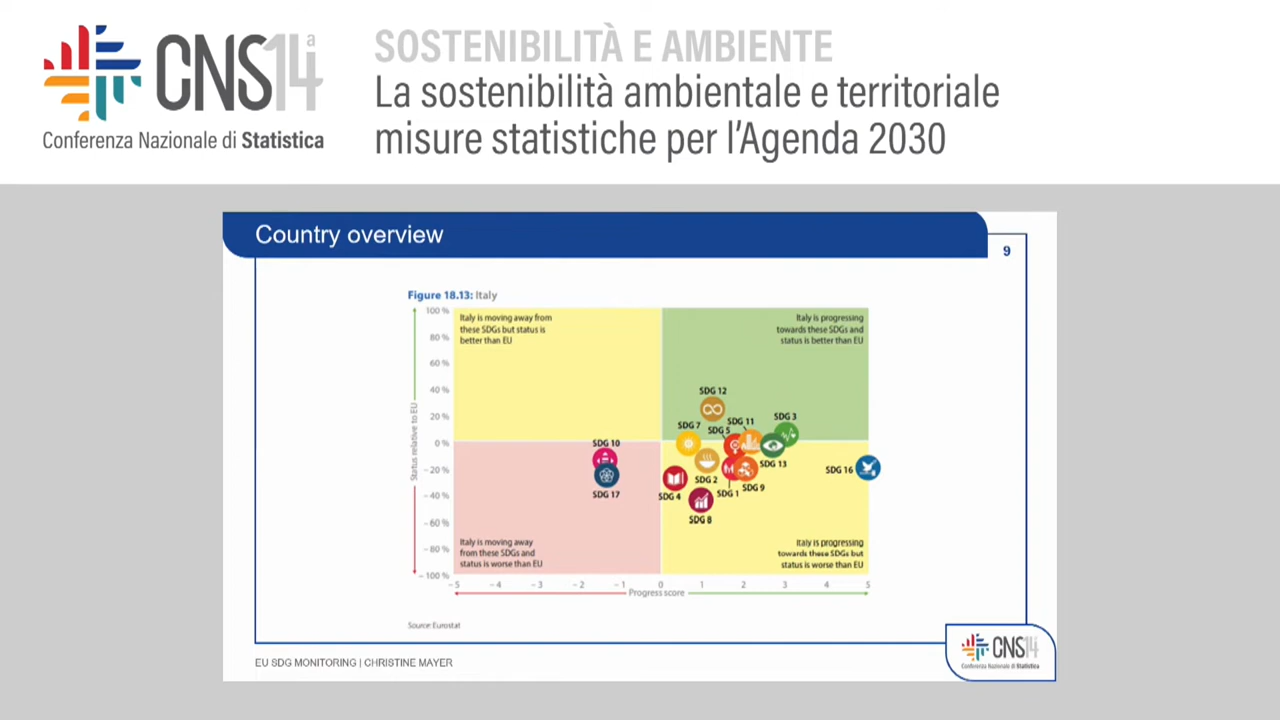 CNS14ª
Conferenza Nazionale di Statistica
SOSTENIBILITÀ E AMBIENTE
La sostenibilità ambientale e territoriale
misure statistiche per l'Agenda 2030
Country overview
9
Figure 18.13: Italy
100 %
80 %
60 %
40 %
20 %
0 %
– 20 %
– 40 %
– 60 %
– 80 %
– 100 %
Status relative to EU
Italy is moving away from
these SDGs but status is
better than EU
Italy is progressing
towards these SDGs and
status is better than EU
SDG 12
SDG 7
SDG 5
SDG 11
SDG 3
SDG 10
SDG 17
SDG 4
SDG 2
SDG 1
SDG 9
SDG 13
SDG 16
SDG 8
Italy is moving away
from these SDGs and
status is worse than EU
Italy is progressing
towards these SDGs but
status is worse than EU
– 5 – 4 – 3 – 2 – 1 0 1 2 3 4 5
Progress score
Source: Eurostat
EU SDG MONITORING | CHRISTINE MAYER
CNS14
Conferenza Nazionale di Statistica